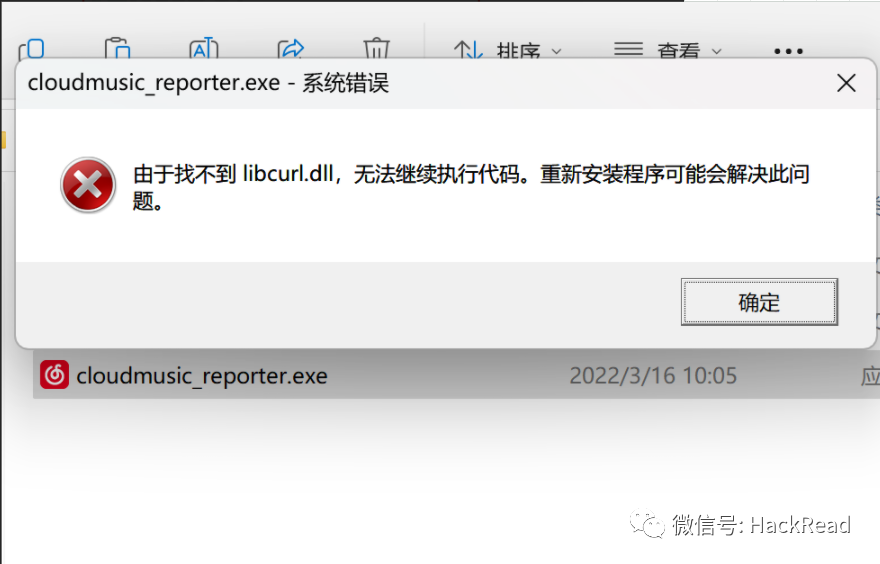 排序 查看
cloudmusic_reporter.exe - 系统错误
由于找不到 libcurl.dll，无法继续执行代码。重新安装程序可能会解决此问
题。
确定
cloudmusic_reporter.exe 2022/3/16 10:05 应
微信号: HackRead